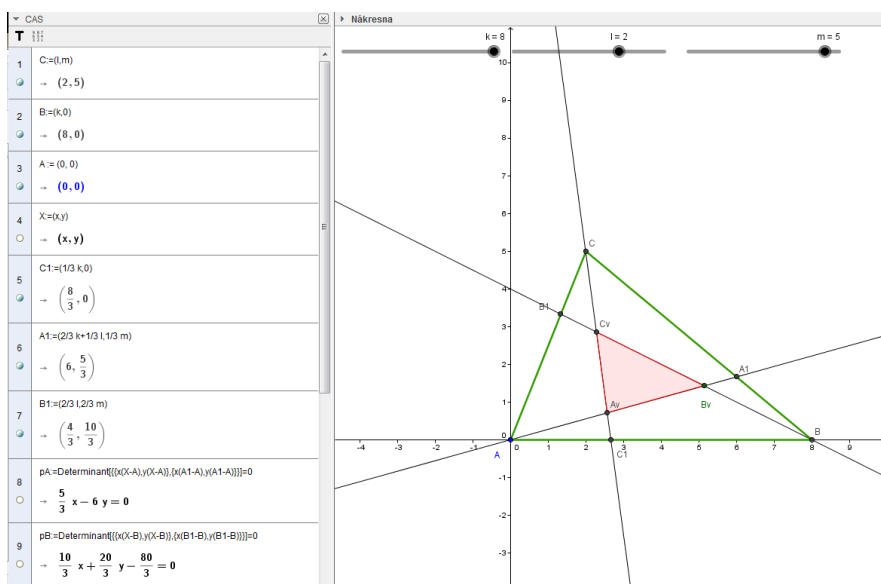 CAS
T
1
C:=(l,m)
→ (2,5)
2
B:=(k,0)
→ (8,0)
3
A := (0, 0)
→ (0,0)
4
X:=(x,y)
→ (x,y)
5
C1:=(1/3 k,0)
→ (8/3, 0)
6
A1:=(2/3 k+1/3 l,1/3 m)
→ (6, 5/3)
7
B1:=(2/3 l,2/3 m)
→ (4/3, 10/3)
8
pA:=Determinant[{{x(X-A),y(X-A)},{x(A1-A),y(A1-A)}}]=0
→ 5/3 x − 6 y = 0
9
pB:=Determinant[{{x(X-B),y(X-B)},{x(B1-B),y(B1-B)}}]=0
→ 10/3 x + 20/3 y − 80/3 = 0
Nákresna
k = 8 l = 2 m = 5
10
9
8
7
6
5
4
3
2
1
0
-1
-2
-3
-4 -3 -2 -1 0 1 2 3 4 5 6 7 8 9
C
B1
Cv
A1
Av
Bv
B
A
C1